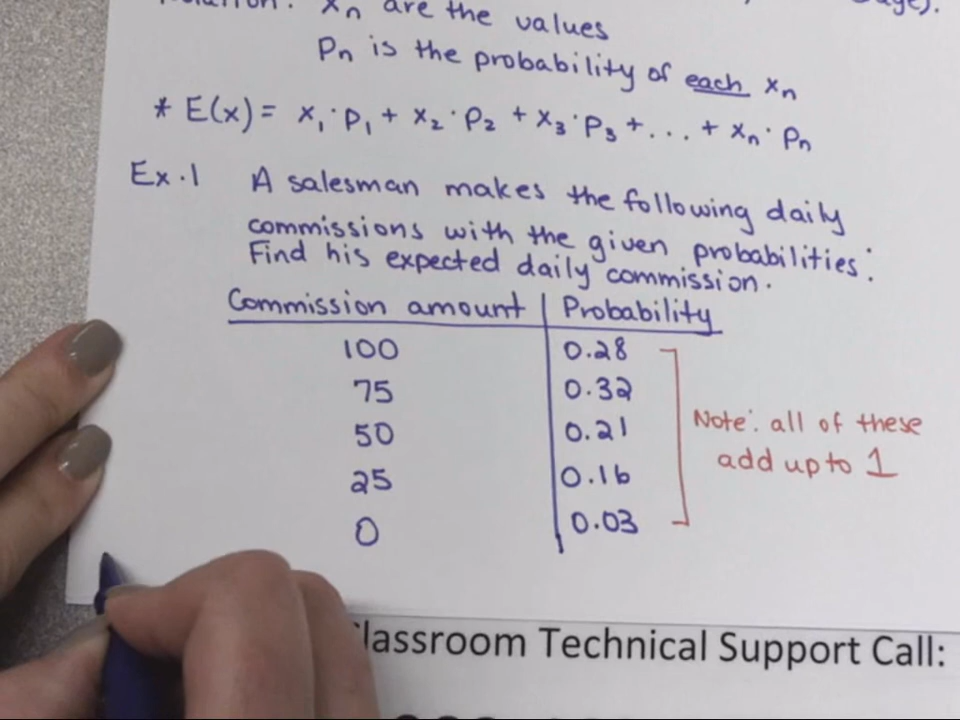 xn are the values
Pn is the probability of each xn
* E(x) = x₁·P₁ + x₂·P₂ + x₃·P₃ + ... + xn·Pn
Ex.1 A salesman makes the following daily
commissions with the given probabilities:
Find his expected daily commission.
Commission amount | Probability
100 0.28
75 0.32
50 0.21
25 0.16
0 0.03
Note: all of these
add up to 1
lassroom Technical Support Call: